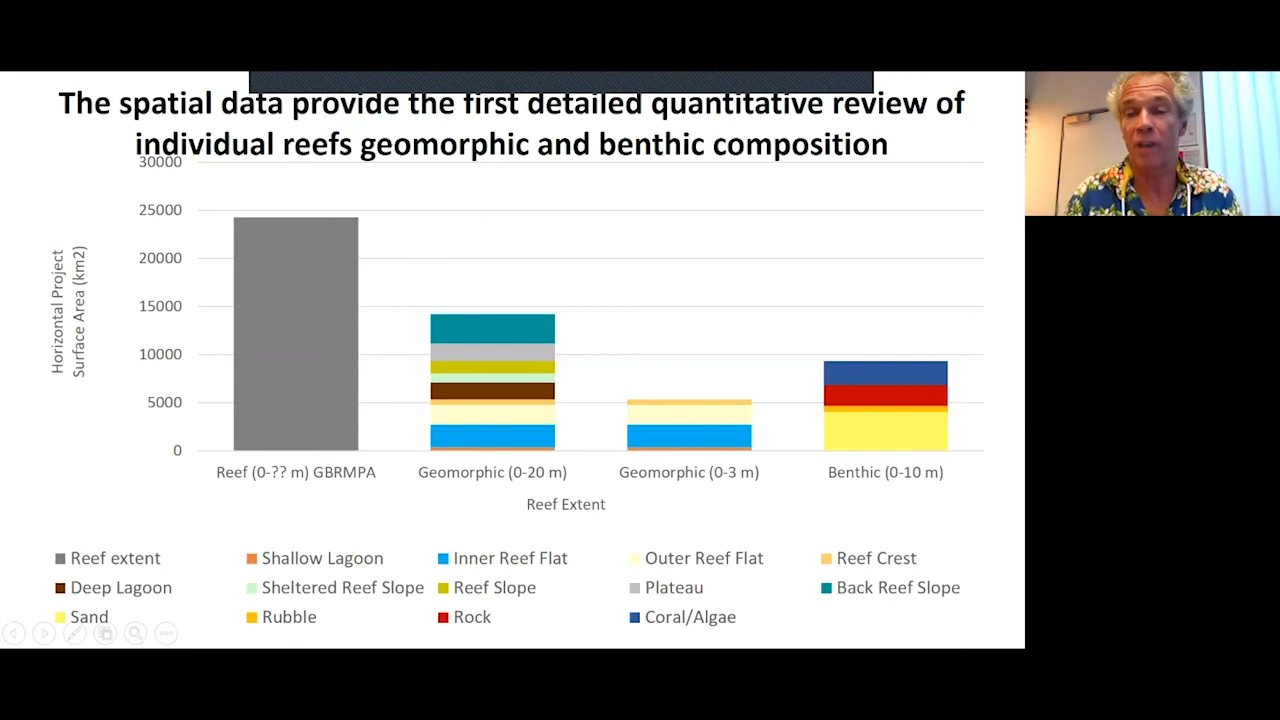 The spatial data provide the first detailed quantitative review of
individual reefs geomorphic and benthic composition
30000
25000
20000
15000
10000
5000
0
Horizontal Project
Surface Area (km2)
Reef (0-?? m) GBRMPA
Geomorphic (0-20 m)
Geomorphic (0-3 m)
Benthic (0-10 m)
Reef Extent
Reef extent
Shallow Lagoon
Inner Reef Flat
Outer Reef Flat
Reef Crest
Deep Lagoon
Sheltered Reef Slope
Reef Slope
Plateau
Back Reef Slope
Sand
Rubble
Rock
Coral/Algae